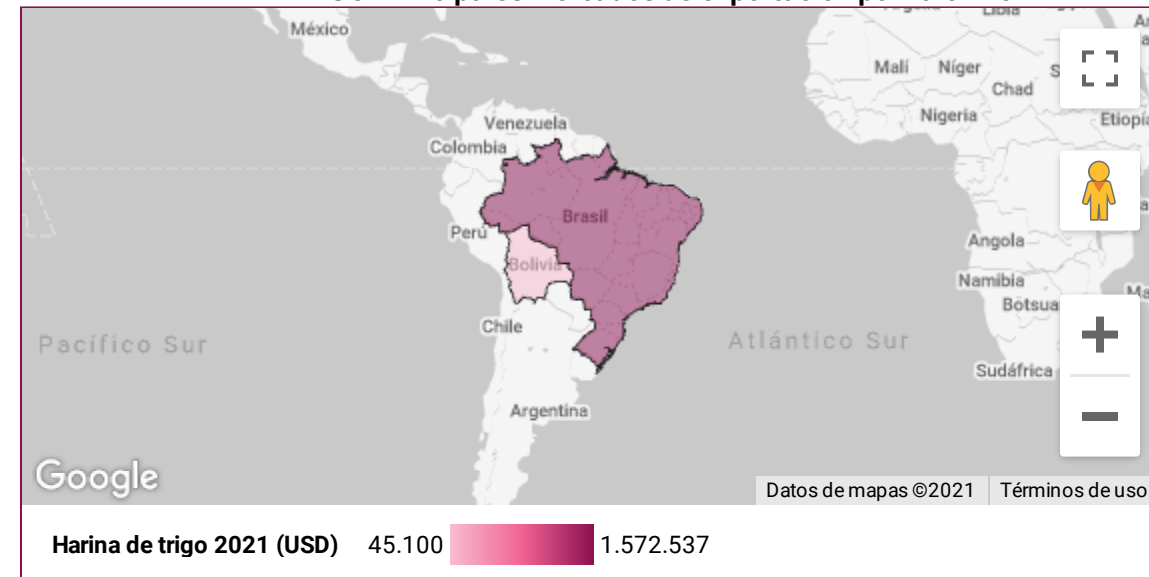 México
Malí
Níger
Chad
Nigeria
Venezuela
Colombia
Brasil
Perú
Angola
Bolivia
Namibia
Chile
Pacífico Sur
Atlántico Sur
Sudáfrica
Argentina
Google
Datos de mapas ©2021
Términos de uso
Harina de trigo 2021 (USD) 45.100 1.572.537